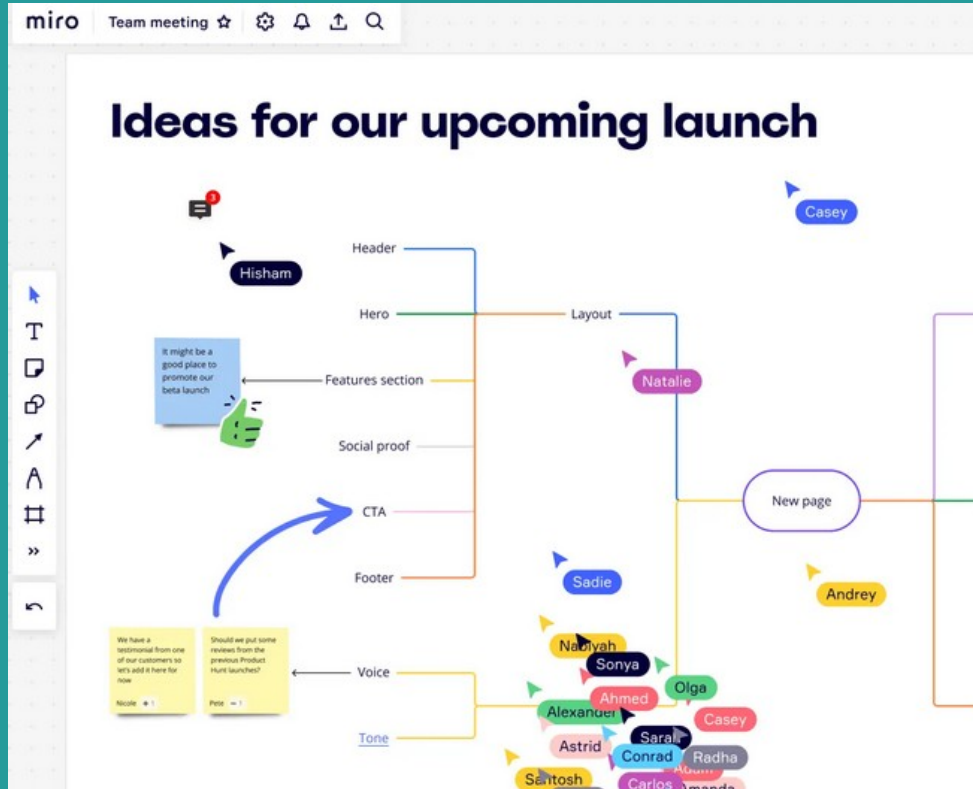 miro Team meeting
Ideas for our upcoming launch
3
Casey
Header
Hisham
Hero
Layout
It might be a
good place to
promote our
beta launch
Features section
Natalie
Social proof
New page
CTA
Footer
Sadie
Andrey
We have a
testimonial from one
of our customers so
let's add it here for
now
Nicole + 1
Should we put some
reviews from the
previous Product
Hunt launches?
Pete 1
Voice
Tone
Nabiyah
Sonya
Olga
Ahmed
Alexander
Casey
Sarah
Astrid
Conrad
Radha
Adam
Santosh
Carlos
Amanda